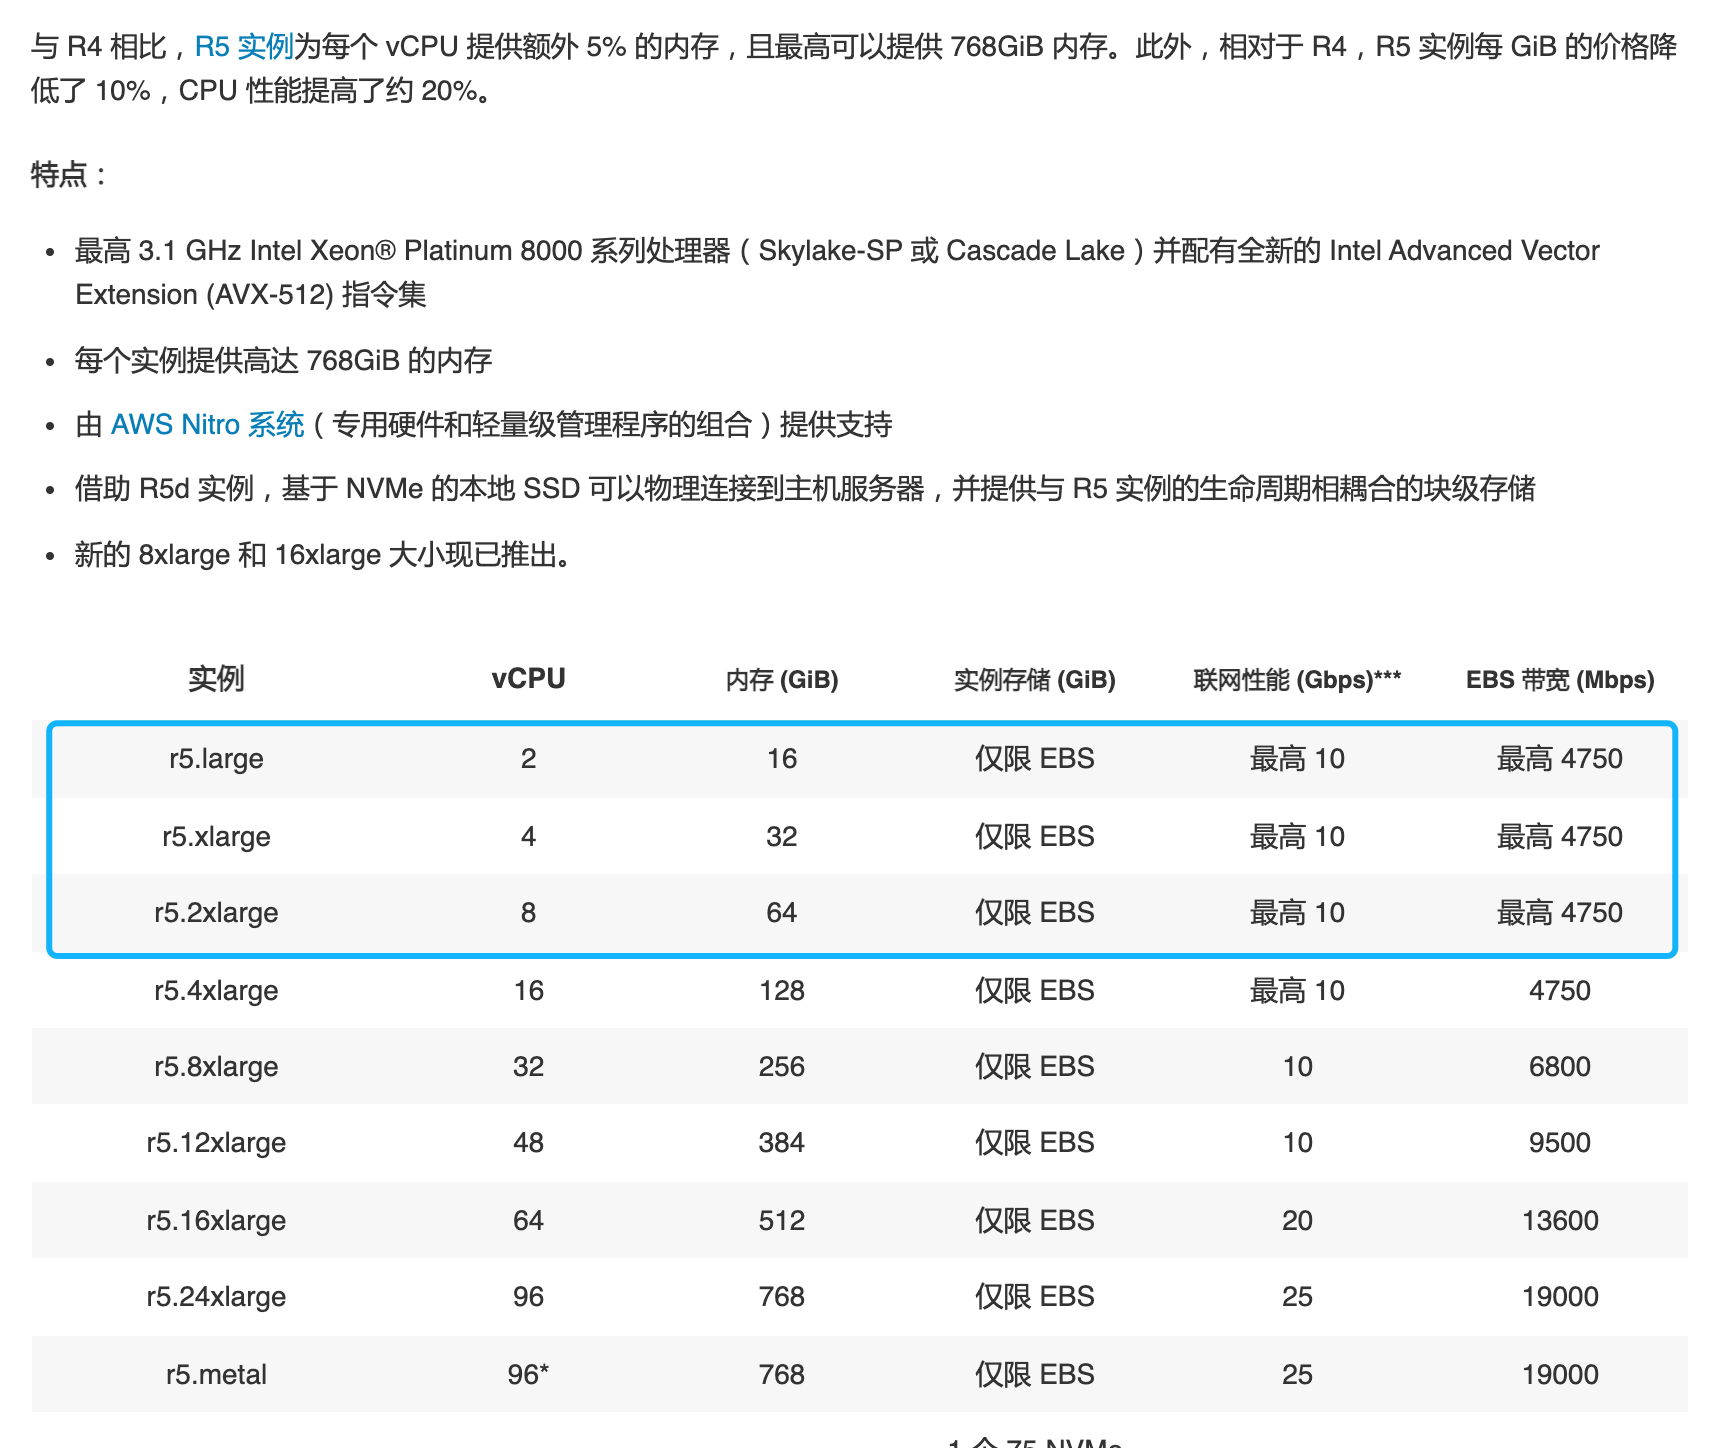 与 R4 相比，R5 实例为每个 vCPU 提供额外 5% 的内存，且最高可以提供 768GiB 内存。此外，相对于 R4，R5 实例每 GiB 的价格降
低了 10%，CPU 性能提高了约 20%。
特点：
• 最高 3.1 GHz Intel Xeon® Platinum 8000 系列处理器（Skylake-SP 或 Cascade Lake）并配有全新的 Intel Advanced Vector
Extension (AVX-512) 指令集
• 每个实例提供高达 768GiB 的内存
• 由 AWS Nitro 系统（专用硬件和轻量级管理程序的组合）提供支持
• 借助 R5d 实例，基于 NVMe 的本地 SSD 可以物理连接到主机服务器，并提供与 R5 实例的生命周期相耦合的块级存储
• 新的 8xlarge 和 16xlarge 大小现已推出。
实例 vCPU 内存 (GiB) 实例存储 (GiB) 联网性能 (Gbps)*** EBS 带宽 (Mbps)
r5.large 2 16 仅限 EBS 最高 10 最高 4750
r5.xlarge 4 32 仅限 EBS 最高 10 最高 4750
r5.2xlarge 8 64 仅限 EBS 最高 10 最高 4750
r5.4xlarge 16 128 仅限 EBS 最高 10 4750
r5.8xlarge 32 256 仅限 EBS 10 6800
r5.12xlarge 48 384 仅限 EBS 10 9500
r5.16xlarge 64 512 仅限 EBS 20 13600
r5.24xlarge 96 768 仅限 EBS 25 19000
r5.metal 96* 768 仅限 EBS 25 19000
1 个 75 NVMe